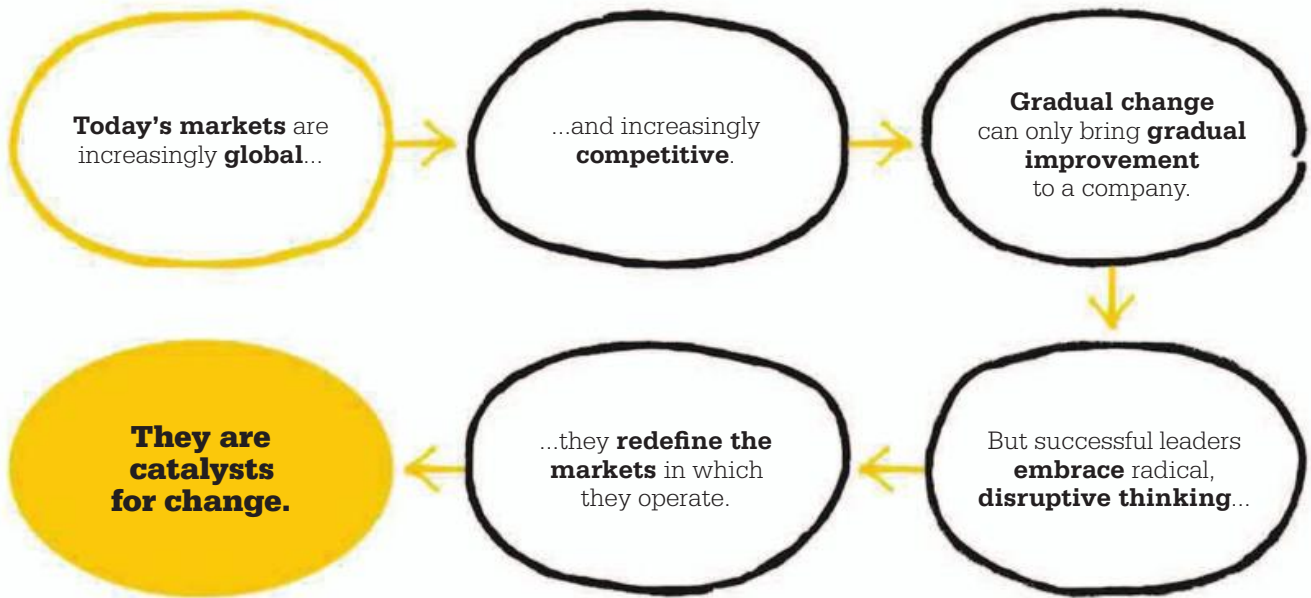 Today's markets are
increasingly global...
...and increasingly
competitive.
Gradual change
can only bring gradual
improvement
to a company.
But successful leaders
embrace radical,
disruptive thinking...
...they redefine the
markets in which
they operate.
They are
catalysts
for change.